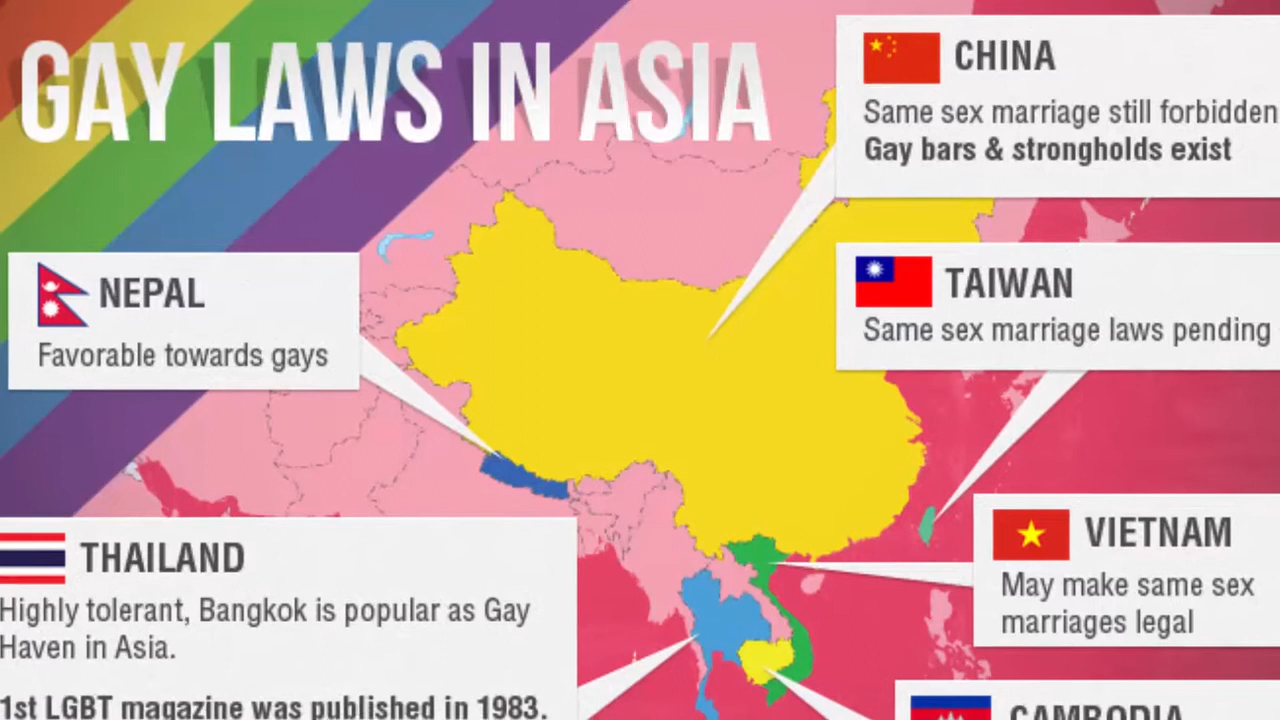 GAY LAWS IN ASIA
CHINA
Same sex marriage still forbidden
Gay bars & strongholds exist
NEPAL
Favorable towards gays
TAIWAN
Same sex marriage laws pending
THAILAND
Highly tolerant, Bangkok is popular as Gay
Haven in Asia.
1st LGBT magazine was published in 1983.
VIETNAM
May make same sex
marriages legal
CAMBODIA